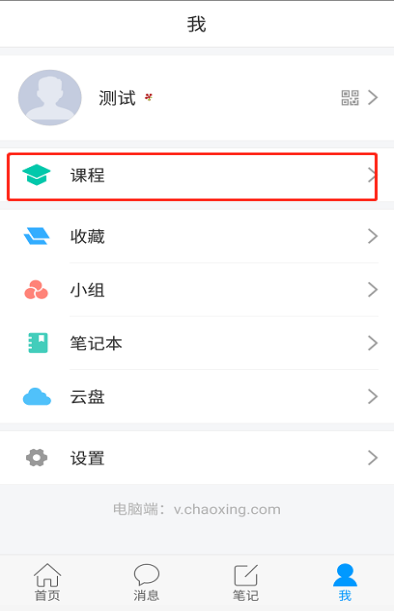 我
测试
课程
收藏
小组
笔记本
云盘
设置
电脑端：v.chaoxing.com
首页 消息 笔记 我